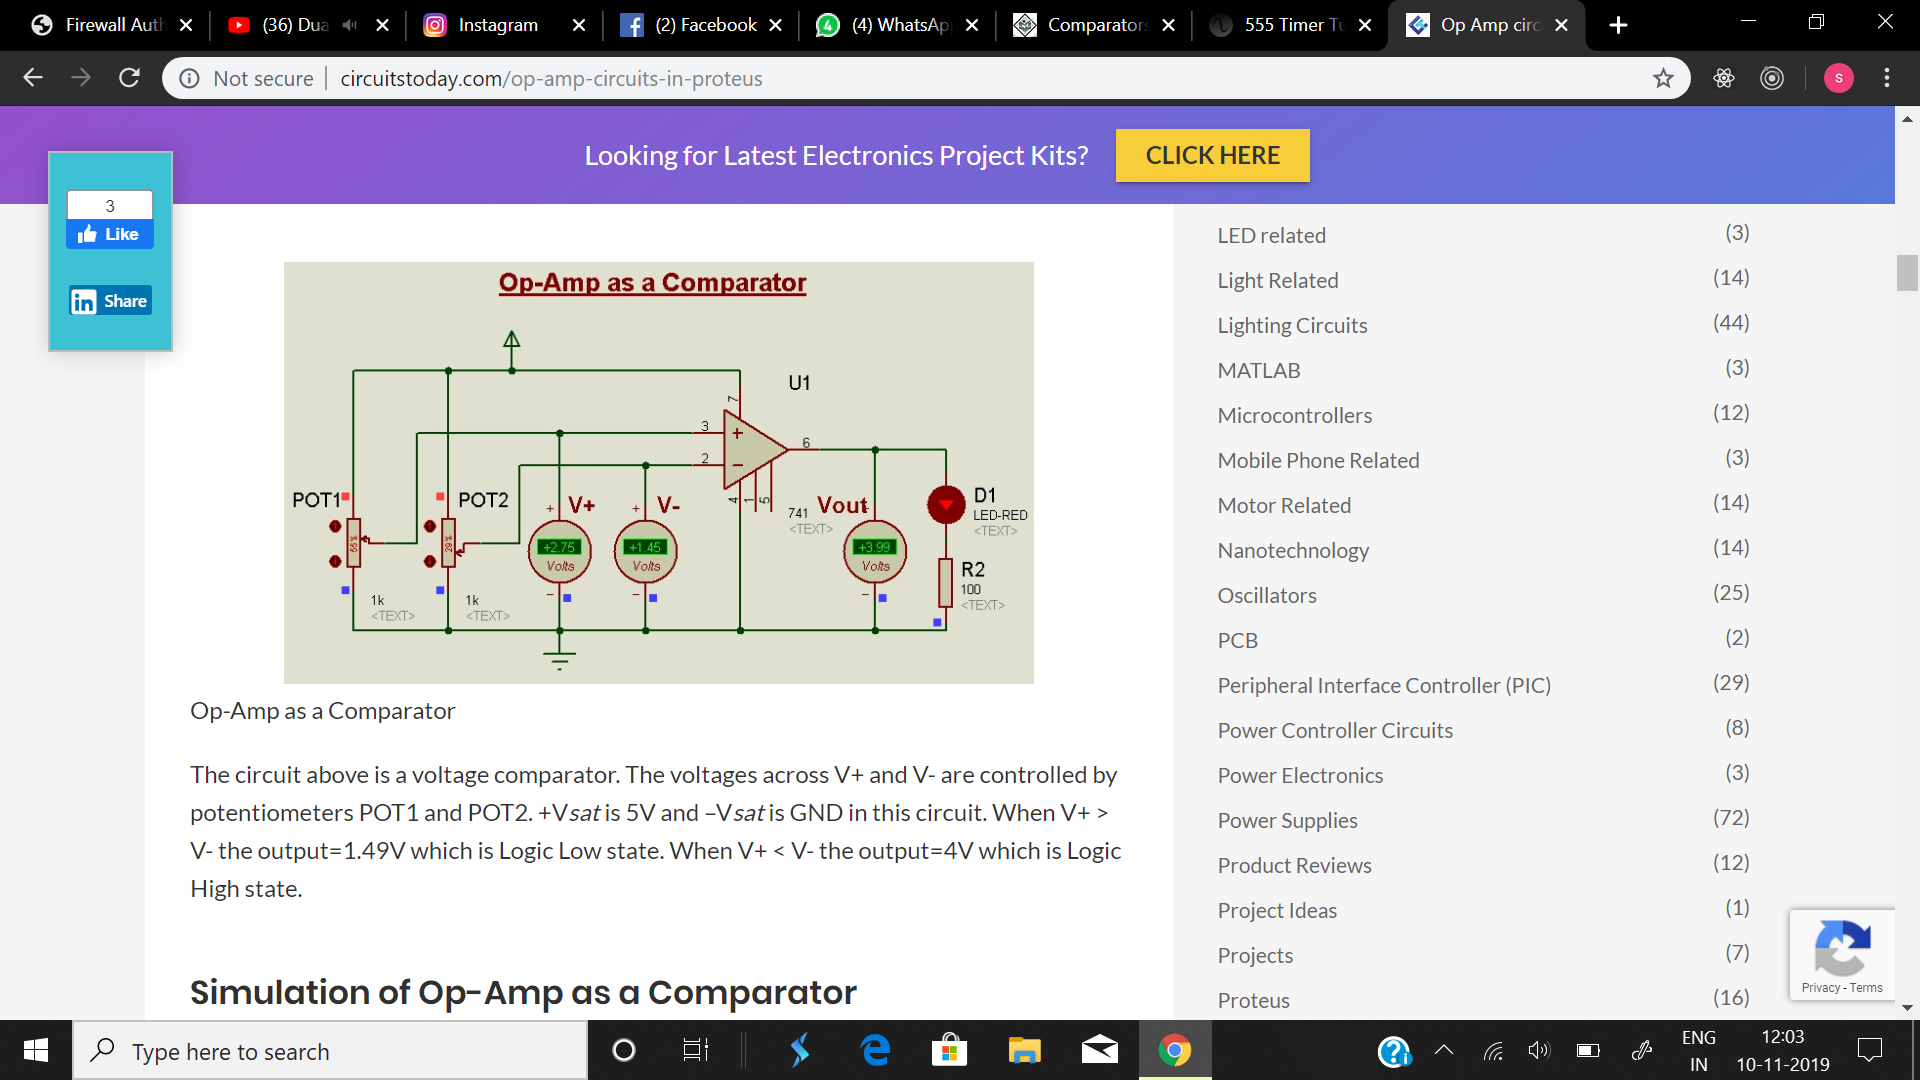 Firewall Auth
(36) Dua
Instagram
(2) Facebook
(4) WhatsAp
Comparators
555 Timer Tu
Op Amp circ
Not secure
circuitstoday.com/op-amp-circuits-in-proteus
S
Looking for Latest Electronics Project Kits?
CLICK HERE
3
Like
in Share
Op-Amp as a Comparator
U1
7
3
+
6
2
−
4
1
5
741
<TEXT>
POT1
55%
1k
<TEXT>
POT2
29%
1k
<TEXT>
+
V+
+2.75
Volts
−
+
V-
+1.45
Volts
−
Vout
+3.99
Volts
−
D1
LED-RED
<TEXT>
R2
100
<TEXT>
Op-Amp as a Comparator
The circuit above is a voltage comparator. The voltages across V+ and V- are controlled by
potentiometers POT1 and POT2. +Vsat is 5V and –Vsat is GND in this circuit. When V+ >
V- the output=1.49V which is Logic Low state. When V+ < V- the output=4V which is Logic
High state.
Simulation of Op-Amp as a Comparator
LED related (3)
Light Related (14)
Lighting Circuits (44)
MATLAB (3)
Microcontrollers (12)
Mobile Phone Related (3)
Motor Related (14)
Nanotechnology (14)
Oscillators (25)
PCB (2)
Peripheral Interface Controller (PIC) (29)
Power Controller Circuits (8)
Power Electronics (3)
Power Supplies (72)
Product Reviews (12)
Project Ideas (1)
Projects (7)
Proteus (16)
Privacy - Terms
Type here to search
ENG
IN
12:03
10-11-2019